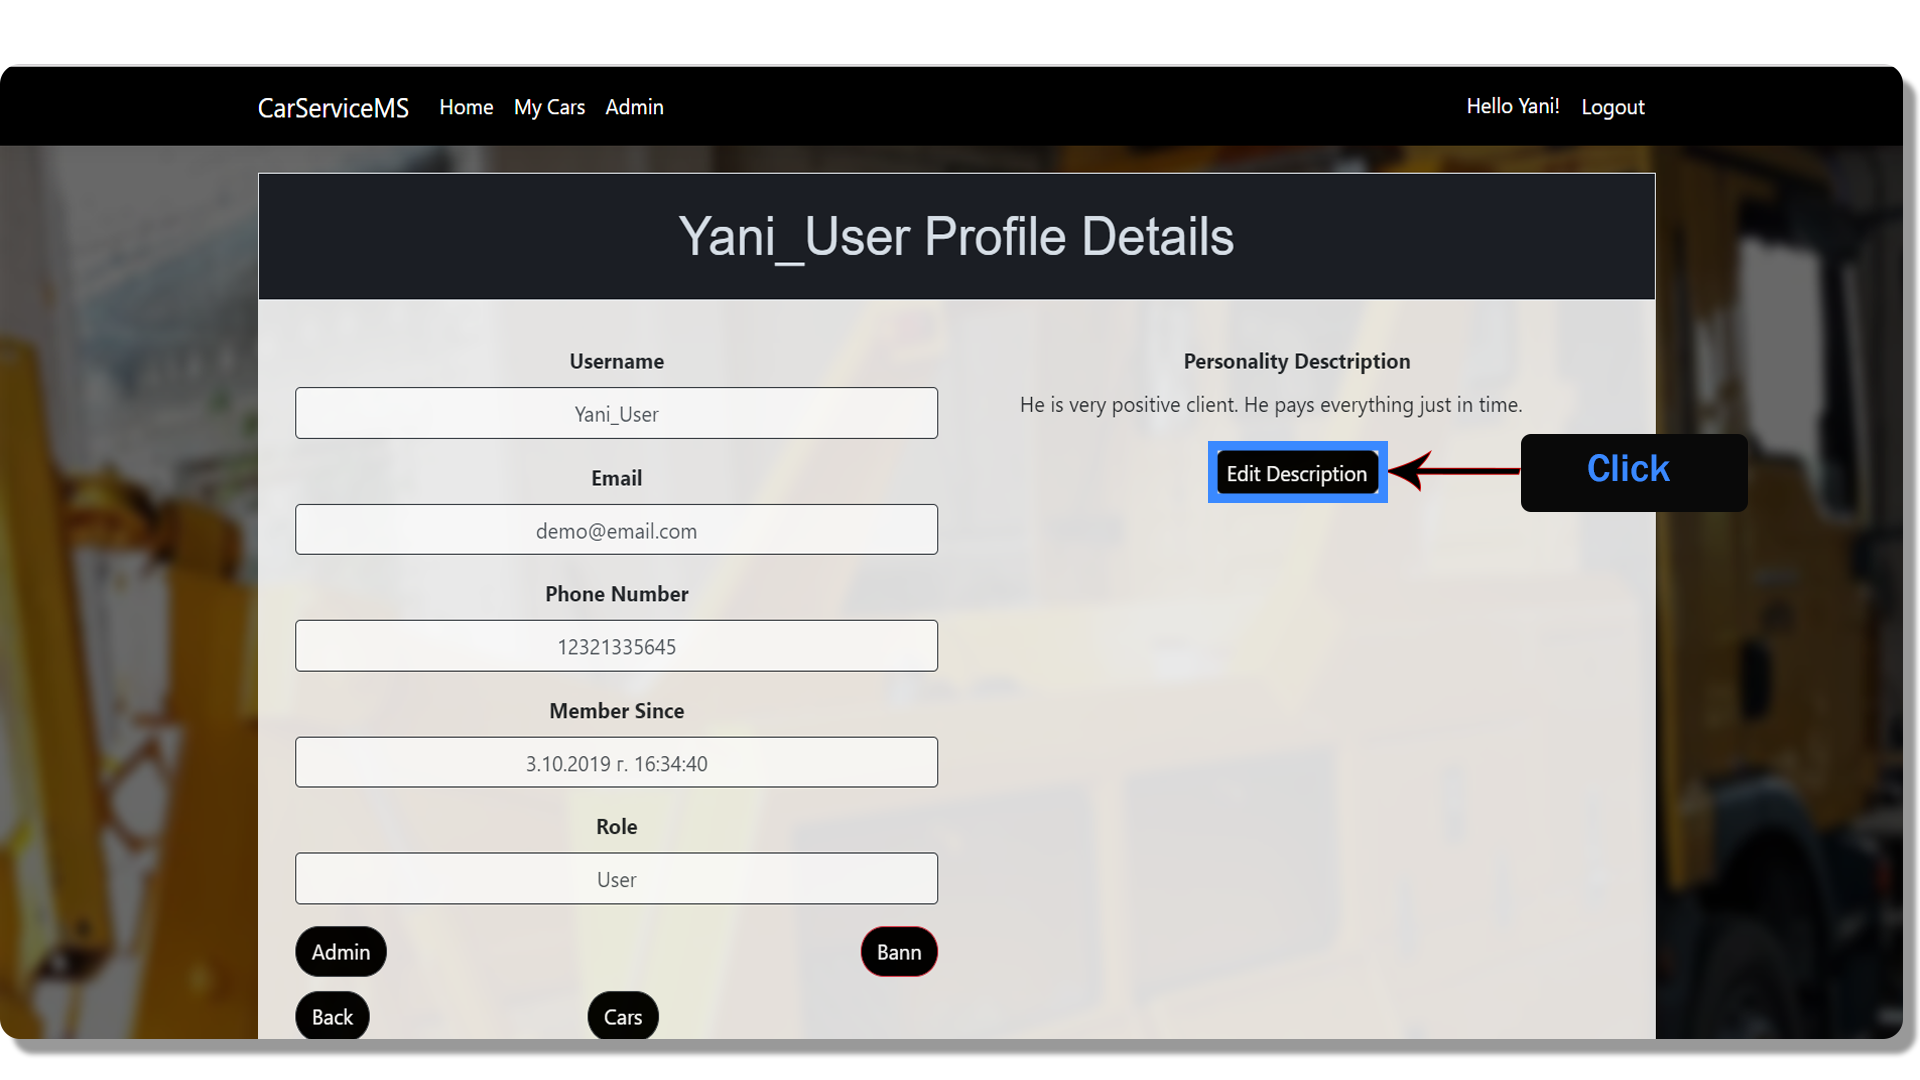 CarServiceMS Home My Cars Admin Hello Yani! Logout
Yani_User Profile Details
Username
Yani_User
Email
demo@email.com
Phone Number
12321335645
Member Since
3.10.2019 г. 16:34:40
Role
User
Admin Bann
Back Cars
Personality Desctription
He is very positive client. He pays everything just in time.
Edit Description
Click